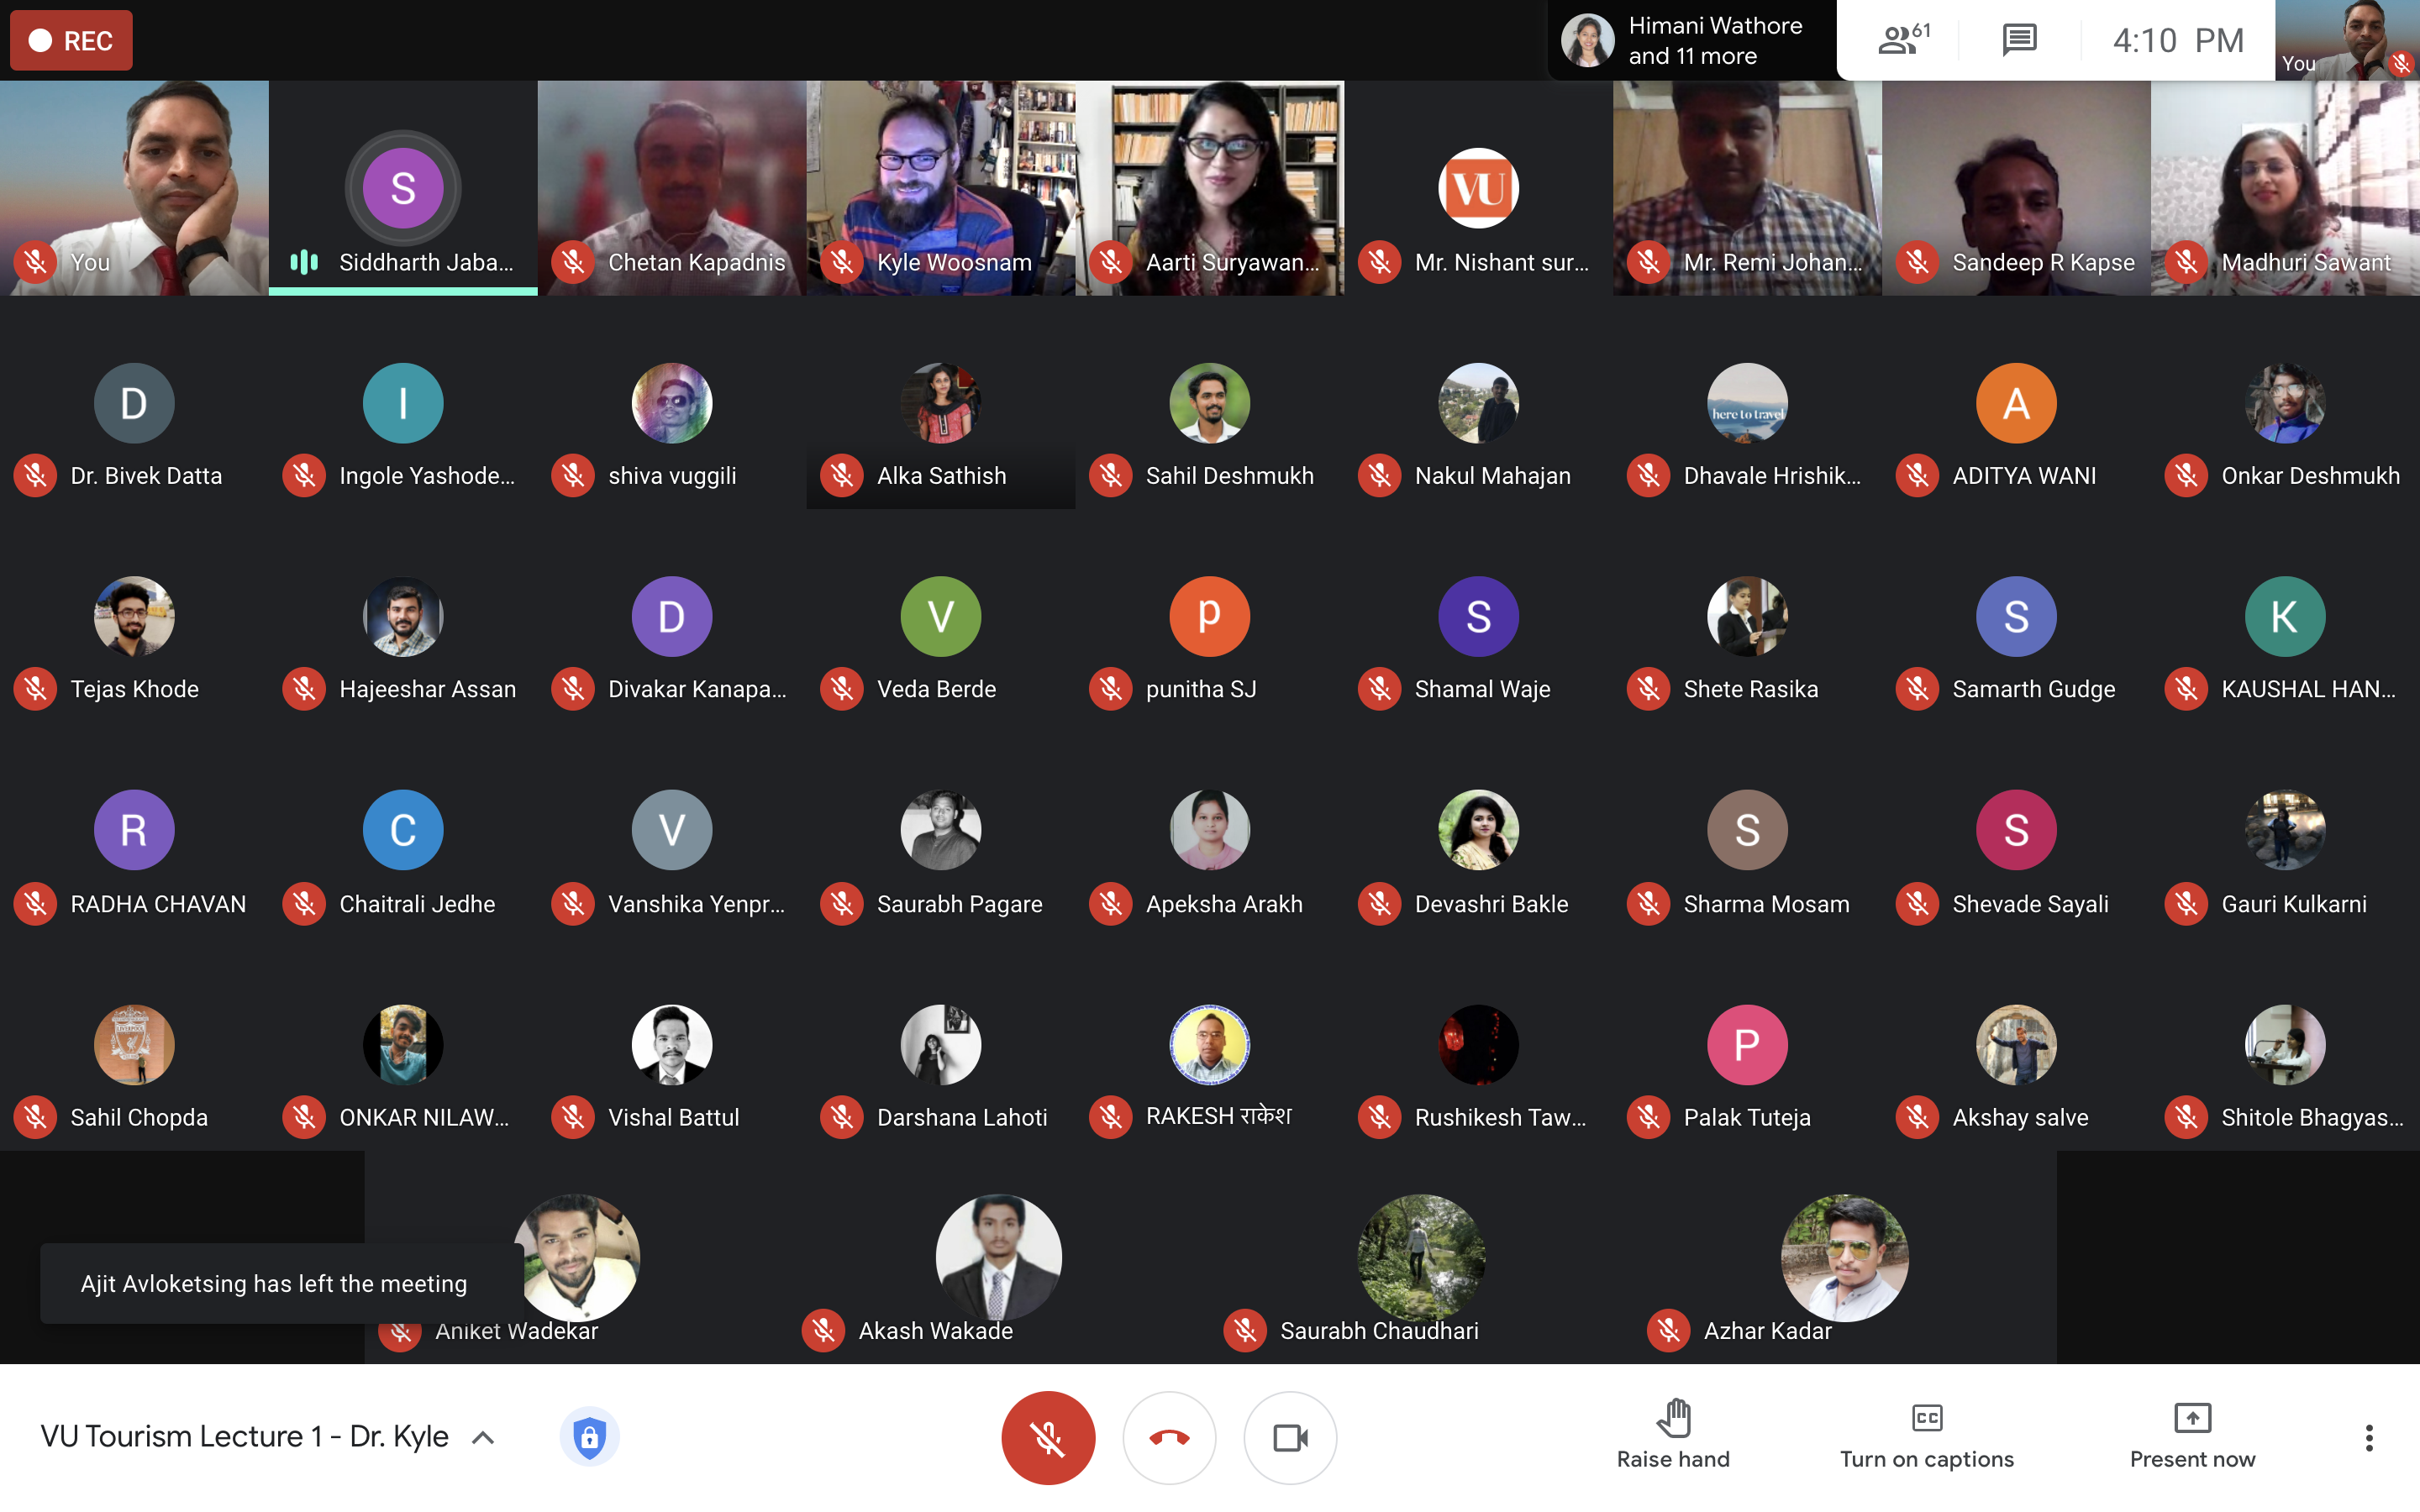 REC
Himani Wathore
and 11 more
61
4:10 PM
You
You
S
Siddharth Jaba...
Chetan Kapadnis
Kyle Woosnam
Aarti Suryawan...
VU
Mr. Nishant sur...
Mr. Remi Johan...
Sandeep R Kapse
Madhuri Sawant
D
I
here to travel
A
Dr. Bivek Datta
Ingole Yashode...
shiva vuggili
Alka Sathish
Sahil Deshmukh
Nakul Mahajan
Dhavale Hrishik...
ADITYA WANI
Onkar Deshmukh
D
V
p
S
S
K
Tejas Khode
Hajeeshar Assan
Divakar Kanapa...
Veda Berde
punitha SJ
Shamal Waje
Shete Rasika
Samarth Gudge
KAUSHAL HAN...
R
C
V
S
S
RADHA CHAVAN
Chaitrali Jedhe
Vanshika Yenpr...
Saurabh Pagare
Apeksha Arakh
Devashri Bakle
Sharma Mosam
Shevade Sayali
Gauri Kulkarni
LIVERPOOL
P
Sahil Chopda
ONKAR NILAW...
Vishal Battul
Darshana Lahoti
RAKESH राकेश
Rushikesh Taw...
Palak Tuteja
Akshay salve
Shitole Bhagyas...
Ajit Avloketsing has left the meeting
Aniket Wadekar
Akash Wakade
Saurabh Chaudhari
Azhar Kadar
VU Tourism Lecture 1 - Dr. Kyle
Raise hand
CC
Turn on captions
Present now